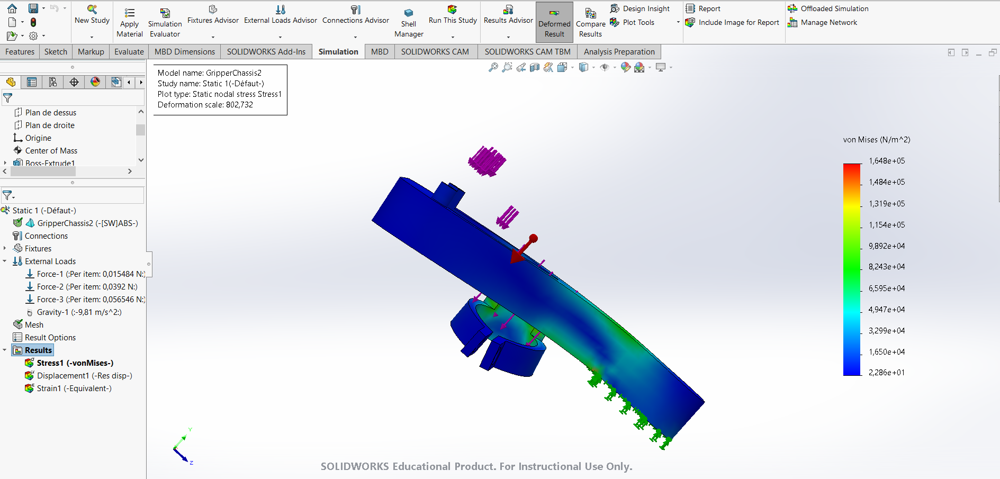 New Study
Apply Material
Simulation Evaluator
Fixtures Advisor
External Loads Advisor
Connections Advisor
Shell Manager
Run This Study
Results Advisor
Deformed Result
Compare Results
Design Insight
Plot Tools
Report
Include Image for Report
Offloaded Simulation
Manage Network
Features
Sketch
Markup
Evaluate
MBD Dimensions
SOLIDWORKS Add-Ins
Simulation
MBD
SOLIDWORKS CAM
SOLIDWORKS CAM TBM
Analysis Preparation
Plan de dessus
Plan de droite
Origine
Center of Mass
Boss-Extrude1
Static 1 (-Défaut-)
GripperChassis2 (-[SW]ABS-)
Connections
Fixtures
External Loads
Force-1 (:Per item: 0,015484 N:)
Force-2 (:Per item: 0,0392 N:)
Force-3 (:Per item: 0,056546 N:)
Gravity-1 (:-9,81 m/s^2:)
Mesh
Result Options
Results
Stress1 (-vonMises-)
Displacement1 (-Res disp-)
Strain1 (-Equivalent-)
Model name: GripperChassis2
Study name: Static 1(-Défaut-)
Plot type: Static nodal stress Stress1
Deformation scale: 802,732
von Mises (N/m^2)
1,648e+05
1,484e+05
1,319e+05
1,154e+05
9,892e+04
8,243e+04
6,595e+04
4,947e+04
3,299e+04
1,650e+04
2,286e+01
Y
Z
SOLIDWORKS Educational Product. For Instructional Use Only.